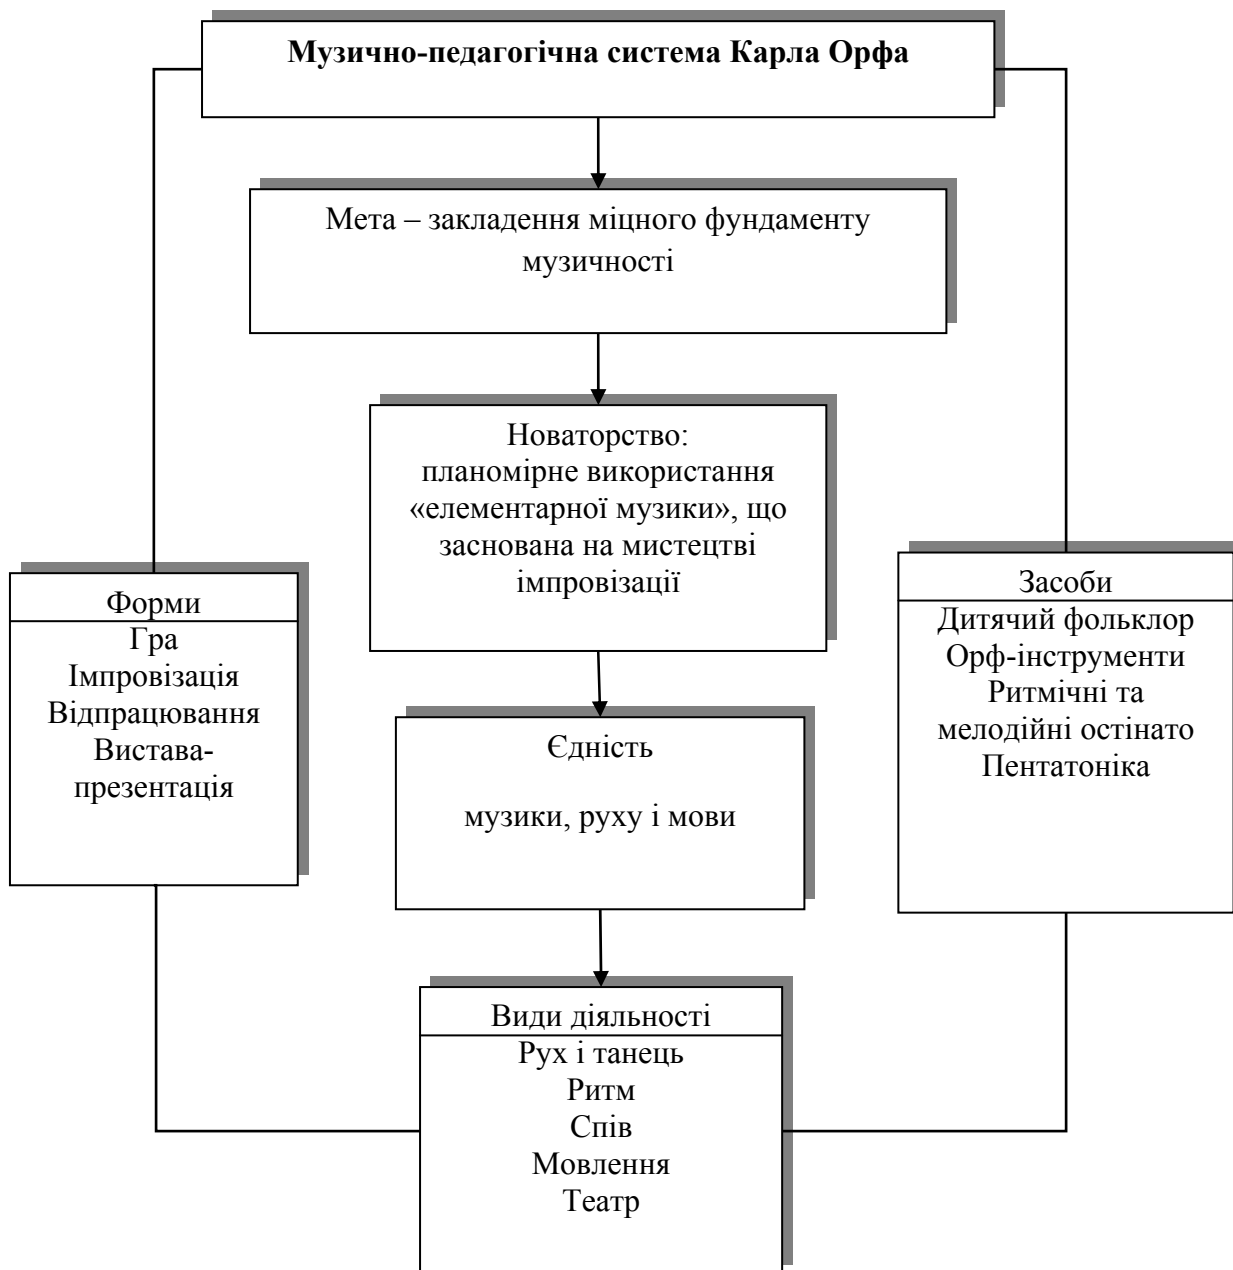 Музично-педагогічна система Карла Орфа
Мета – закладення міцного фундаменту
музичності
Новаторство:
планомірне використання
«елементарної музики», що
заснована на мистецтві
імпровізації
Форми
Гра
Імпровізація
Відпрацювання
Вистава-
презентація
Засоби
Дитячий фольклор
Орф-інструменти
Ритмічні та
мелодійні остінато
Пентатоніка
Єдність
музики, руху і мови
Види діяльності
Рух і танець
Ритм
Спів
Мовлення
Театр